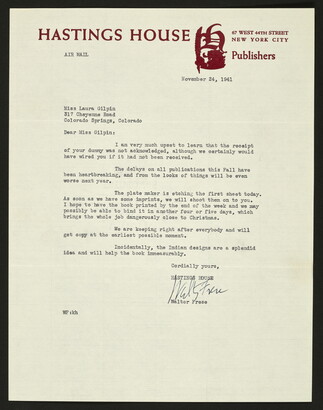 HASTINGS HOUSE
67 WEST 44TH STREET
NEW YORK CITY
Publishers
AIR MAIL
November 24, 1941
Miss Laura Gilpin
317 Cheyenne Road
Colorado Springs, Colorado
Dear Miss Gilpin:
I am very much upset to learn that the receipt
of your dummy was not acknowledged, although we certainly would
have wired you if it had not been received.
The delays on all publications this Fall have
been heartbreaking, and from the looks of things will be even
worse next year.
The plate maker is etching the first sheet today.
As soon as we have some imprints, we will shoot them on to you.
I hope to have the book printed by the end of the week and we may
possibly be able to bind it in another four or five days, which
brings the whole job dangerously close to Christmas.
We are keeping right after everybody and will
get copy at the earliest possible moment.
Incidentally, the Indian designs are a splendid
idea and will help the book immeasurably.
Cordially yours,
HASTINGS HOUSE
Walter Frese
Walter Frese
WF:kh